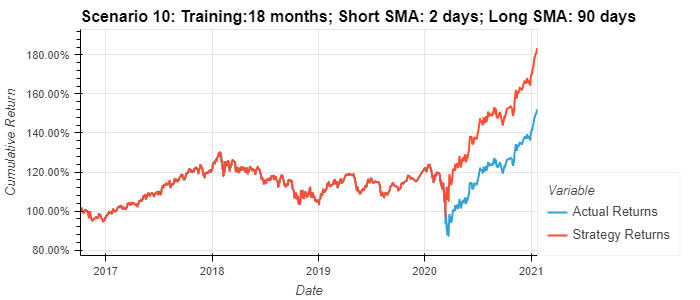 Scenario 10: Training:18 months; Short SMA: 2 days; Long SMA: 90 days
Cumulative Return
180.00%
160.00%
140.00%
120.00%
100.00%
80.00%
2017
2018
2019
2020
2021
Date
Variable
Actual Returns
Strategy Returns